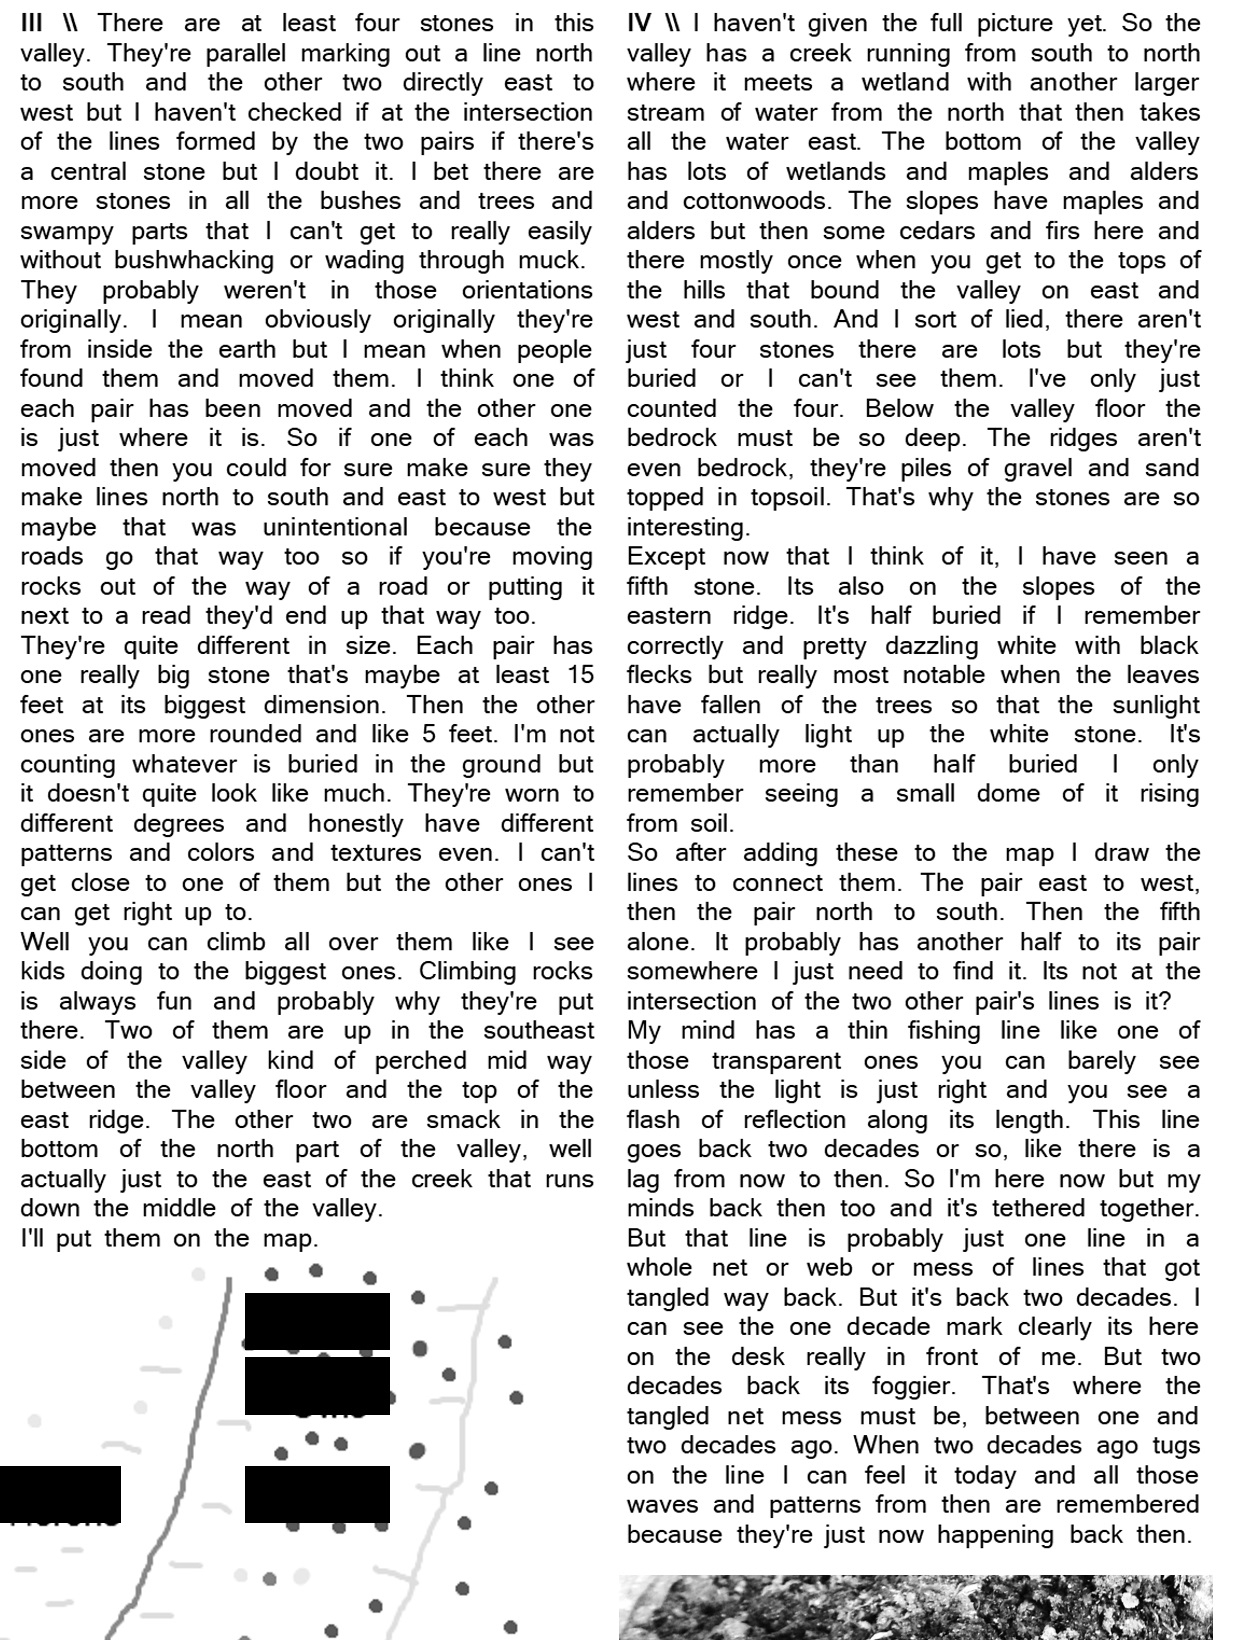 III \\ There are at least four stones in this
valley. They're parallel marking out a line north
to south and the other two directly east to
west but I haven't checked if at the intersection
of the lines formed by the two pairs if there's
a central stone but I doubt it. I bet there are
more stones in all the bushes and trees and
swampy parts that I can't get to really easily
without bushwhacking or wading through muck.
They probably weren't in those orientations
originally. I mean obviously originally they're
from inside the earth but I mean when people
found them and moved them. I think one of
each pair has been moved and the other one
is just where it is. So if one of each was
moved then you could for sure make sure they
make lines north to south and east to west but
maybe that was unintentional because the
roads go that way too so if you're moving
rocks out of the way of a road or putting it
next to a read they'd end up that way too.
They're quite different in size. Each pair has
one really big stone that's maybe at least 15
feet at its biggest dimension. Then the other
ones are more rounded and like 5 feet. I'm not
counting whatever is buried in the ground but
it doesn't quite look like much. They're worn to
different degrees and honestly have different
patterns and colors and textures even. I can't
get close to one of them but the other ones I
can get right up to.
Well you can climb all over them like I see
kids doing to the biggest ones. Climbing rocks
is always fun and probably why they're put
there. Two of them are up in the southeast
side of the valley kind of perched mid way
between the valley floor and the top of the
east ridge. The other two are smack in the
bottom of the north part of the valley, well
actually just to the east of the creek that runs
down the middle of the valley.
I'll put them on the map.
IV \\ I haven't given the full picture yet. So the
valley has a creek running from south to north
where it meets a wetland with another larger
stream of water from the north that then takes
all the water east. The bottom of the valley
has lots of wetlands and maples and alders
and cottonwoods. The slopes have maples and
alders but then some cedars and firs here and
there mostly once when you get to the tops of
the hills that bound the valley on east and
west and south. And I sort of lied, there aren't
just four stones there are lots but they're
buried or I can't see them. I've only just
counted the four. Below the valley floor the
bedrock must be so deep. The ridges aren't
even bedrock, they're piles of gravel and sand
topped in topsoil. That's why the stones are so
interesting.
Except now that I think of it, I have seen a
fifth stone. Its also on the slopes of the
eastern ridge. It's half buried if I remember
correctly and pretty dazzling white with black
flecks but really most notable when the leaves
have fallen of the trees so that the sunlight
can actually light up the white stone. It's
probably more than half buried I only
remember seeing a small dome of it rising
from soil.
So after adding these to the map I draw the
lines to connect them. The pair east to west,
then the pair north to south. Then the fifth
alone. It probably has another half to its pair
somewhere I just need to find it. Its not at the
intersection of the two other pair's lines is it?
My mind has a thin fishing line like one of
those transparent ones you can barely see
unless the light is just right and you see a
flash of reflection along its length. This line
goes back two decades or so, like there is a
lag from now to then. So I'm here now but my
minds back then too and it's tethered together.
But that line is probably just one line in a
whole net or web or mess of lines that got
tangled way back. But it's back two decades. I
can see the one decade mark clearly its here
on the desk really in front of me. But two
decades back its foggier. That's where the
tangled net mess must be, between one and
two decades ago. When two decades ago tugs
on the line I can feel it today and all those
waves and patterns from then are remembered
because they're just now happening back then.